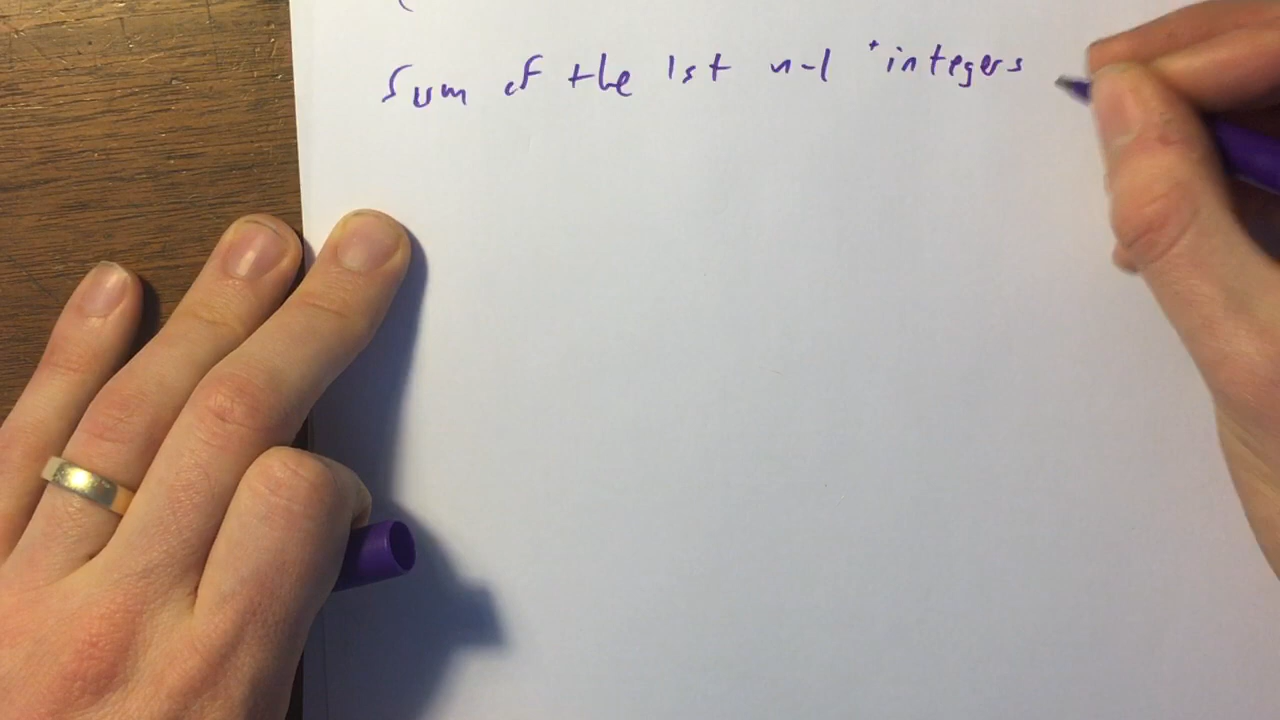 Sum of the 1st n-1 + integers